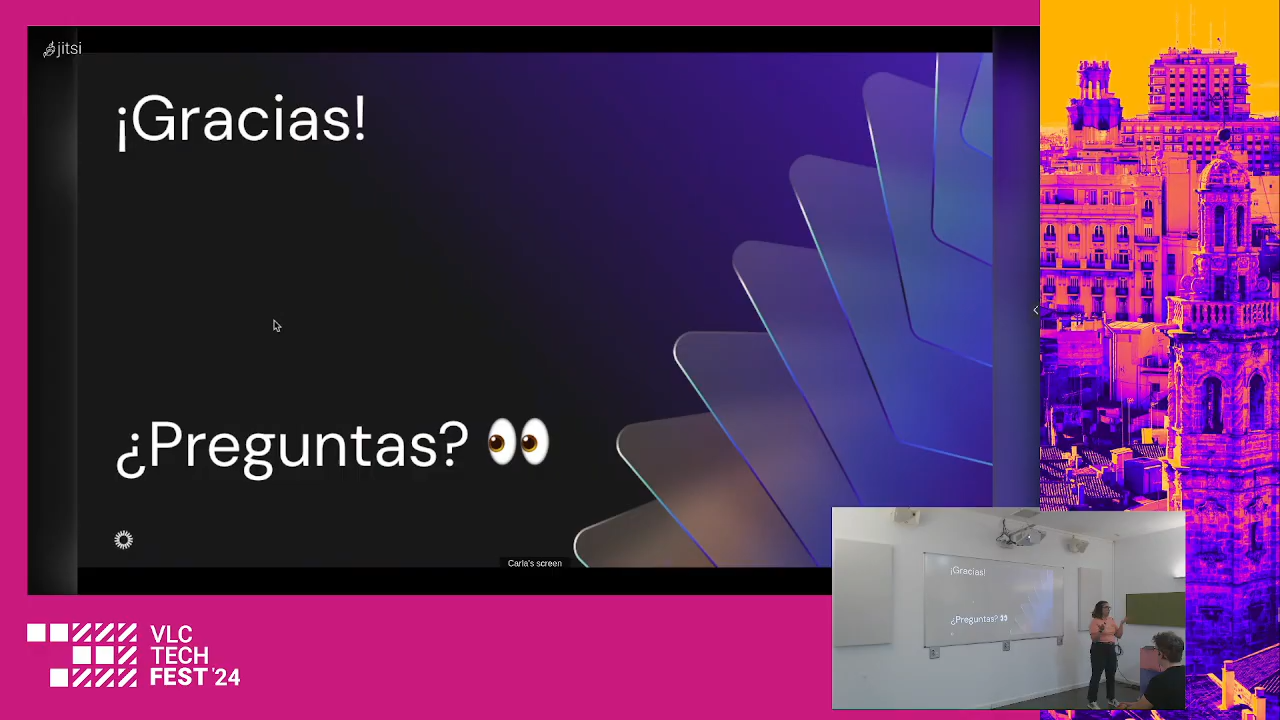 jitsi
¡Gracias!
¿Preguntas? 👀
Carla's screen
¡Gracias!
¿Preguntas? 👀
VLC
TECH
FEST '24